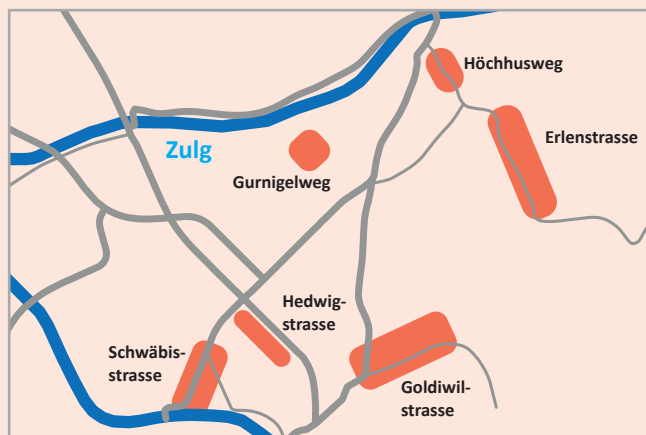 Höchhusweg
Erlenstrasse
Zulg
Gurnigelweg
Hedwig-
strasse
Schwäbis-
strasse
Goldiwil-
strasse